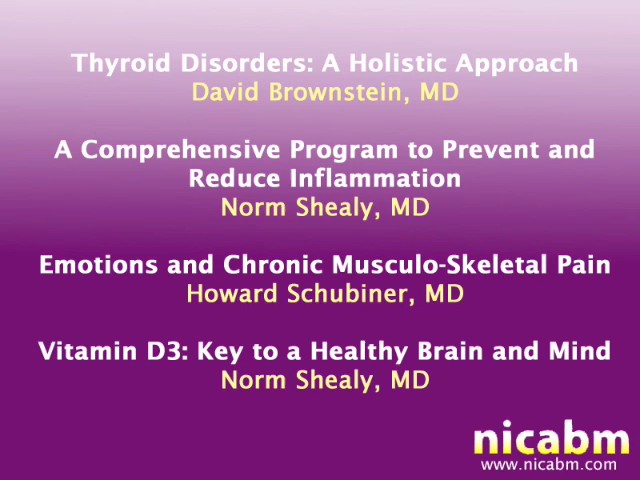 Thyroid Disorders: A Holistic Approach
David Brownstein, MD
A Comprehensive Program to Prevent and
Reduce Inflammation
Norm Shealy, MD
Emotions and Chronic Musculo-Skeletal Pain
Howard Schubiner, MD
Vitamin D3: Key to a Healthy Brain and Mind
Norm Shealy, MD
nicabm
www.nicabm.com